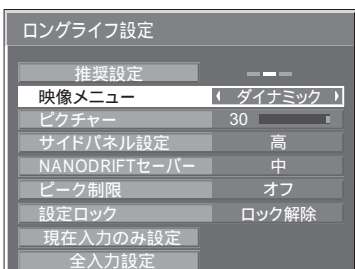 ロングライフ設定
推奨設定
映像メニュー ダイナミック
ピクチャー 30
サイドパネル設定 高
NANODRIFTセーバー 中
ピーク制限 オフ
設定ロック ロック解除
現在入力のみ設定
全入力設定